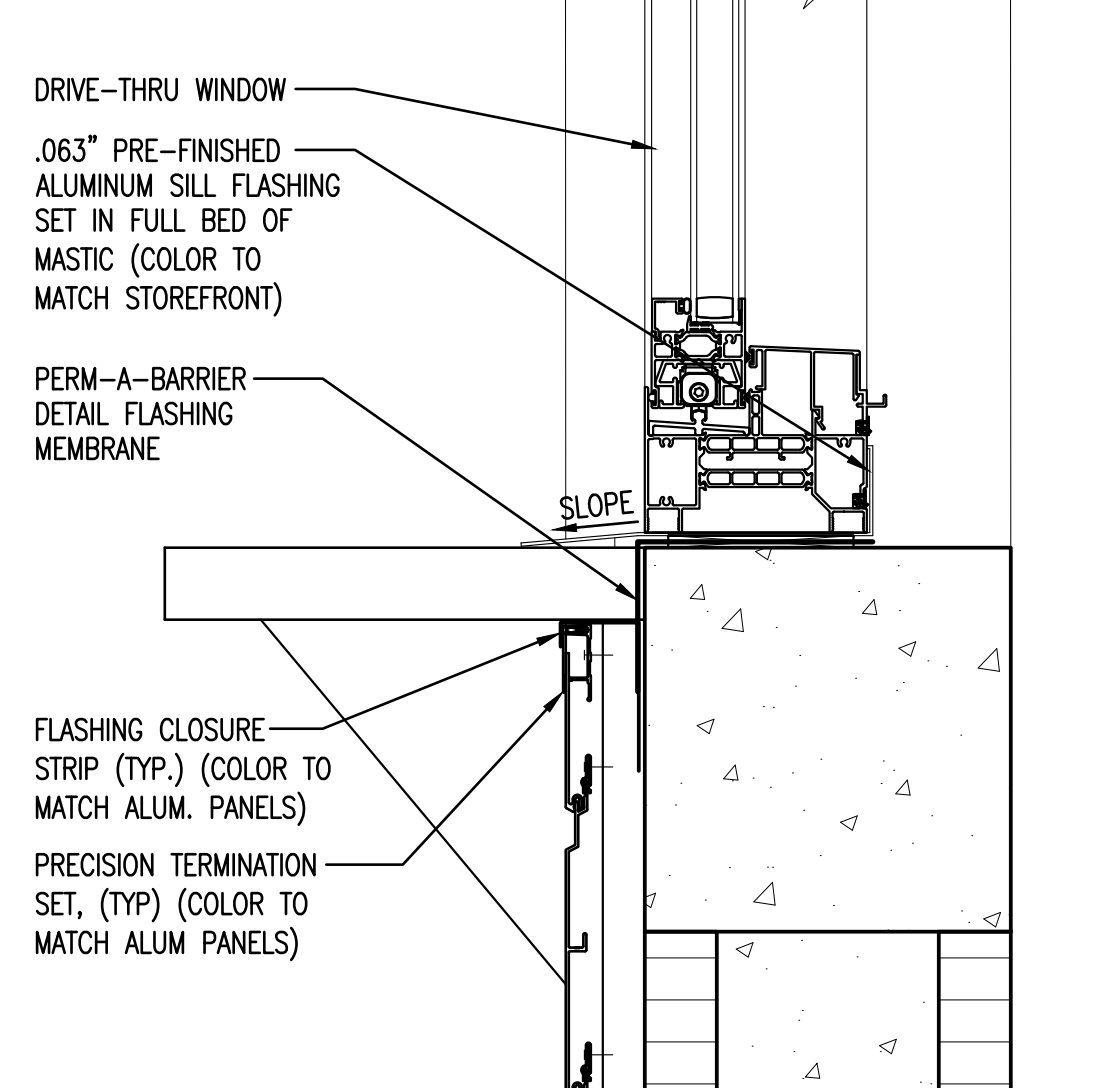 DRIVE-THRU WINDOW
.063" PRE-FINISHED
ALUMINUM SILL FLASHING
SET IN FULL BED OF
MASTIC (COLOR TO
MATCH STOREFRONT)
PERM-A-BARRIER
DETAIL FLASHING
MEMBRANE
SLOPE
FLASHING CLOSURE
STRIP (TYP.) (COLOR TO
MATCH ALUM. PANELS)
PRECISION TERMINATION
SET, (TYP) (COLOR TO
MATCH ALUM PANELS)